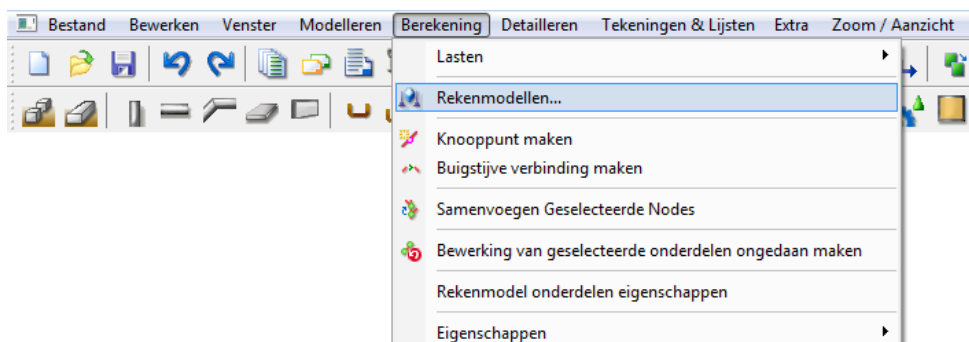 Bestand Bewerken Venster Modelleren Berekening Detailleren Tekeningen & Lijsten Extra Zoom / Aanzicht
Lasten
Rekenmodellen...
Knooppunt maken
Buigstijve verbinding maken
Samenvoegen Geselecteerde Nodes
Bewerking van geselecteerde onderdelen ongedaan maken
Rekenmodel onderdelen eigenschappen
Eigenschappen